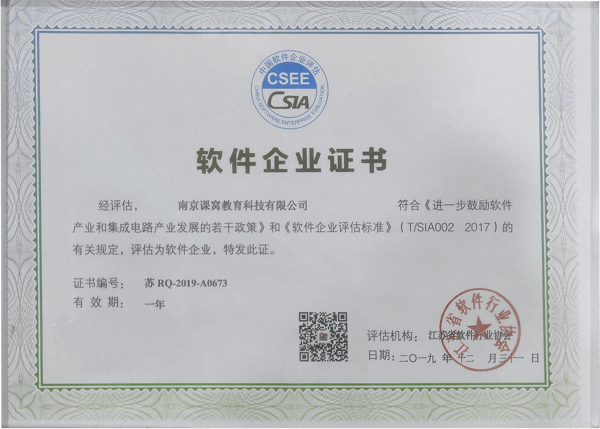 中国软件企业评估
CSEE
CSIA
CHINA SOFTWARE ENTERPRISE EVALUATION
软件企业证书
经评估， 南京课窝教育科技有限公司 符合《进一步鼓励软件
产业和集成电路产业发展的若干政策》和《软件企业评估标准》（T/SIA002 2017）的
有关规定，评估为软件企业，特发此证。
证书编号： 苏 RQ-2019-A0673
有 效 期： 一年
评估机构： 江苏省软件行业协会
日期：二〇一九 年 十二 月 三十一 日
江苏省软件行业协会